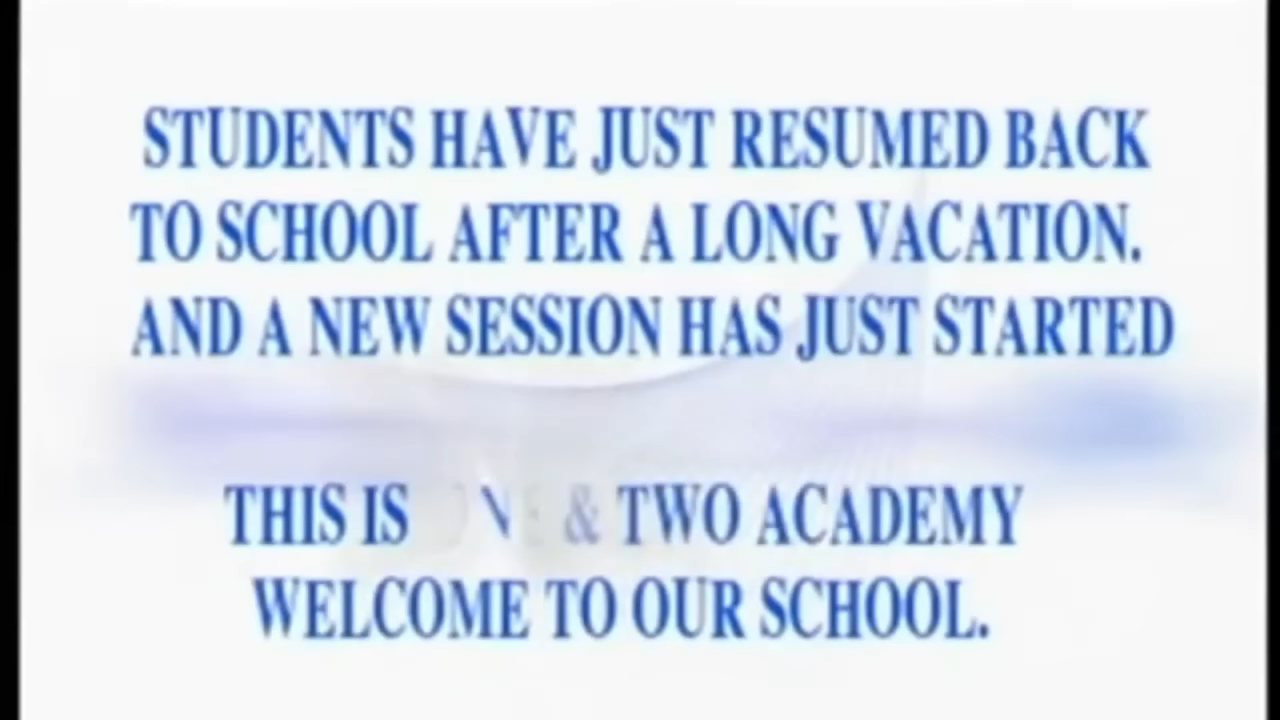 STUDENTS HAVE JUST RESUMED BACK
TO SCHOOL AFTER A LONG VACATION.
AND A NEW SESSION HAS JUST STARTED
THIS IS & TWO ACADEMY
WELCOME TO OUR SCHOOL.